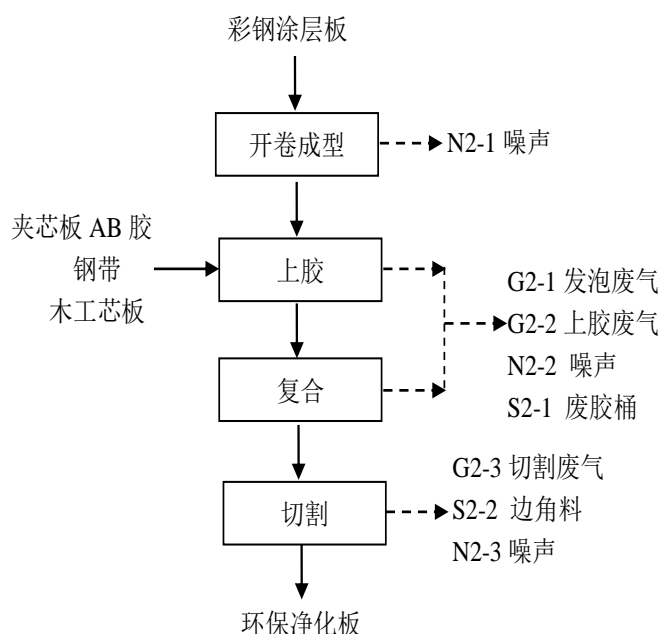 彩钢涂层板
开卷成型
N2-1 噪声
夹芯板 AB 胶
钢带
木工芯板
上胶
G2-1 发泡废气
G2-2 上胶废气
N2-2 噪声
S2-1 废胶桶
复合
G2-3 切割废气
S2-2 边角料
N2-3 噪声
切割
环保净化板